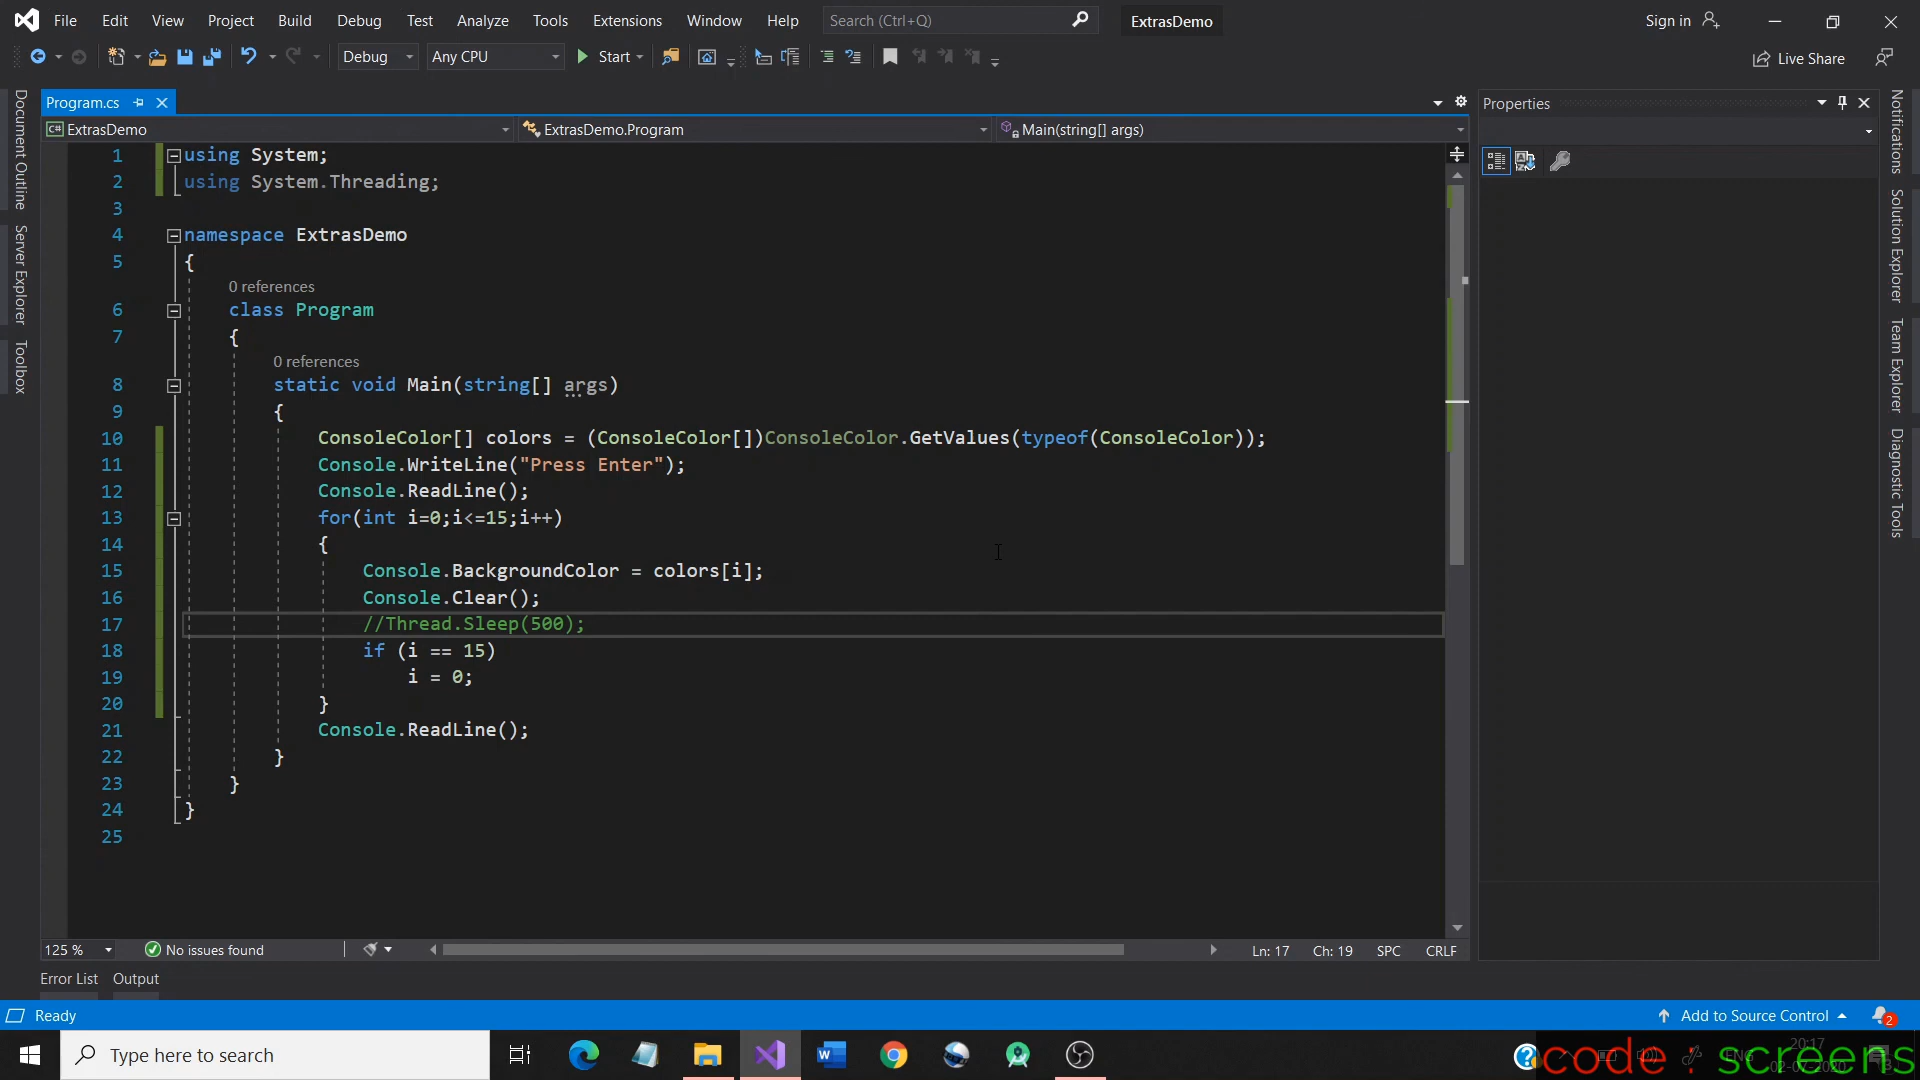 File Edit View Project Build Debug Test Analyze Tools Extensions Window Help Search (Ctrl+Q) ExtrasDemo Sign in
Debug Any CPU Start Live Share
Program.cs
Properties
ExtrasDemo ExtrasDemo.Program Main(string[] args)
Document Outline
Server Explorer
Toolbox
1 using System;
2 using System.Threading;
3
4 namespace ExtrasDemo
5 {
0 references
6 class Program
7 {
0 references
8 static void Main(string[] args)
9 {
10 ConsoleColor[] colors = (ConsoleColor[])ConsoleColor.GetValues(typeof(ConsoleColor));
11 Console.WriteLine("Press Enter");
12 Console.ReadLine();
13 for(int i=0;i<=15;i++)
14 {
15 Console.BackgroundColor = colors[i];
16 Console.Clear();
17 //Thread.Sleep(500);
18 if (i == 15)
19 i = 0;
20 }
21 Console.ReadLine();
22 }
23 }
24 }
25
Notifications
Solution Explorer
Team Explorer
Diagnostic Tools
125 % No issues found Ln: 17 Ch: 19 SPC CRLF
Error List Output
Ready Add to Source Control 2
Type here to search
ENG 20:17
02-07-2020
code : screens